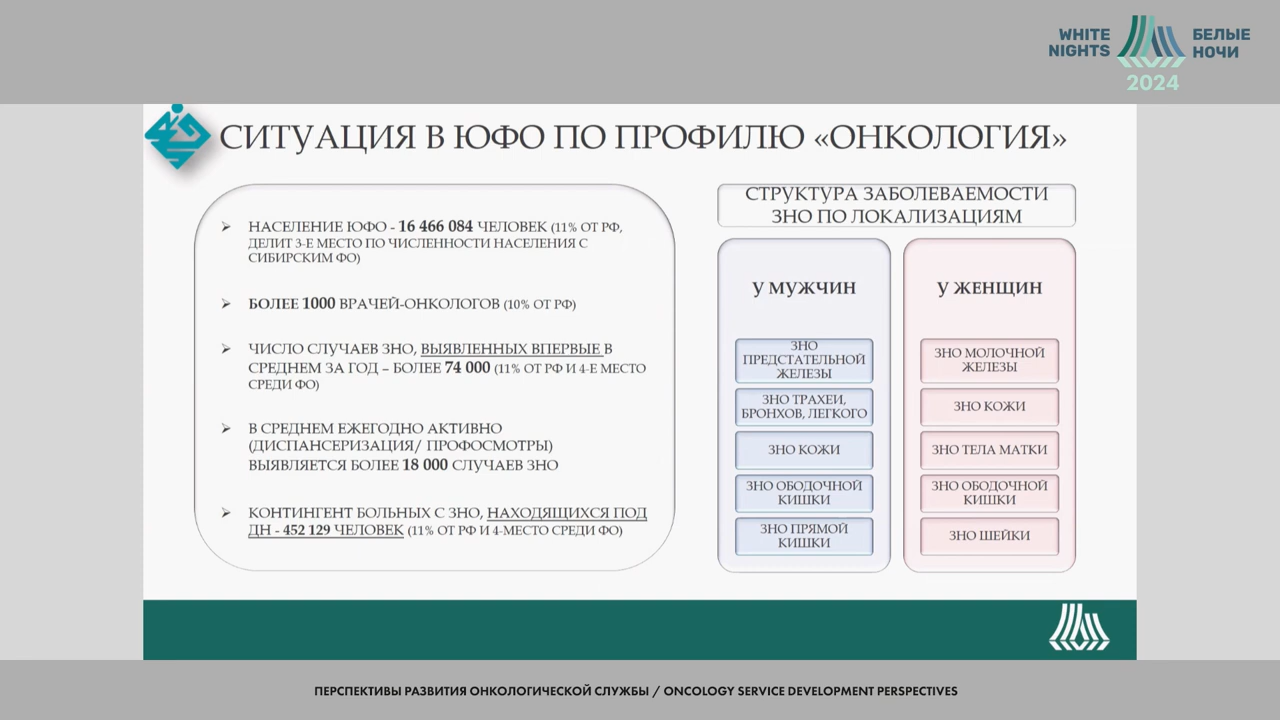 WHITE
NIGHTS
БЕЛЫЕ
НОЧИ
2024
СИТУАЦИЯ В ЮФО ПО ПРОФИЛЮ «ОНКОЛОГИЯ»
НАСЕЛЕНИЕ ЮФО - 16 466 084 ЧЕЛОВЕК (11% ОТ РФ,
ДЕЛИТ 3-Е МЕСТО ПО ЧИСЛЕННОСТИ НАСЕЛЕНИЯ С
СИБИРСКИМ ФО)
БОЛЕЕ 1000 ВРАЧЕЙ-ОНКОЛОГОВ (10% ОТ РФ)
ЧИСЛО СЛУЧАЕВ ЗНО, ВЫЯВЛЕННЫХ ВПЕРВЫЕ В
СРЕДНЕМ ЗА ГОД – БОЛЕЕ 74 000 (11% ОТ РФ И 4-Е МЕСТО
СРЕДИ ФО)
В СРЕДНЕМ ЕЖЕГОДНО АКТИВНО
(ДИСПАНСЕРИЗАЦИЯ/ ПРОФОСМОТРЫ)
ВЫЯВЛЯЕТСЯ БОЛЕЕ 18 000 СЛУЧАЕВ ЗНО
КОНТИНГЕНТ БОЛЬНЫХ С ЗНО, НАХОДЯЩИХСЯ ПОД
ДН - 452 129 ЧЕЛОВЕК (11% ОТ РФ И 4-МЕСТО СРЕДИ ФО)
СТРУКТУРА ЗАБОЛЕВАЕМОСТИ
ЗНО ПО ЛОКАЛИЗАЦИЯМ
У МУЖЧИН
ЗНО
ПРЕДСТАТЕЛЬНОЙ
ЖЕЛЕЗЫ
ЗНО ТРАХЕИ,
БРОНХОВ, ЛЕГКОГО
ЗНО КОЖИ
ЗНО ОБОДОЧНОЙ
КИШКИ
ЗНО ПРЯМОЙ
КИШКИ
У ЖЕНЩИН
ЗНО МОЛОЧНОЙ
ЖЕЛЕЗЫ
ЗНО КОЖИ
ЗНО ТЕЛА МАТКИ
ЗНО ОБОДОЧНОЙ
КИШКИ
ЗНО ШЕЙКИ
ПЕРСПЕКТИВЫ РАЗВИТИЯ ОНКОЛОГИЧЕСКОЙ СЛУЖБЫ / ONCOLOGY SERVICE DEVELOPMENT PERSPECTIVES